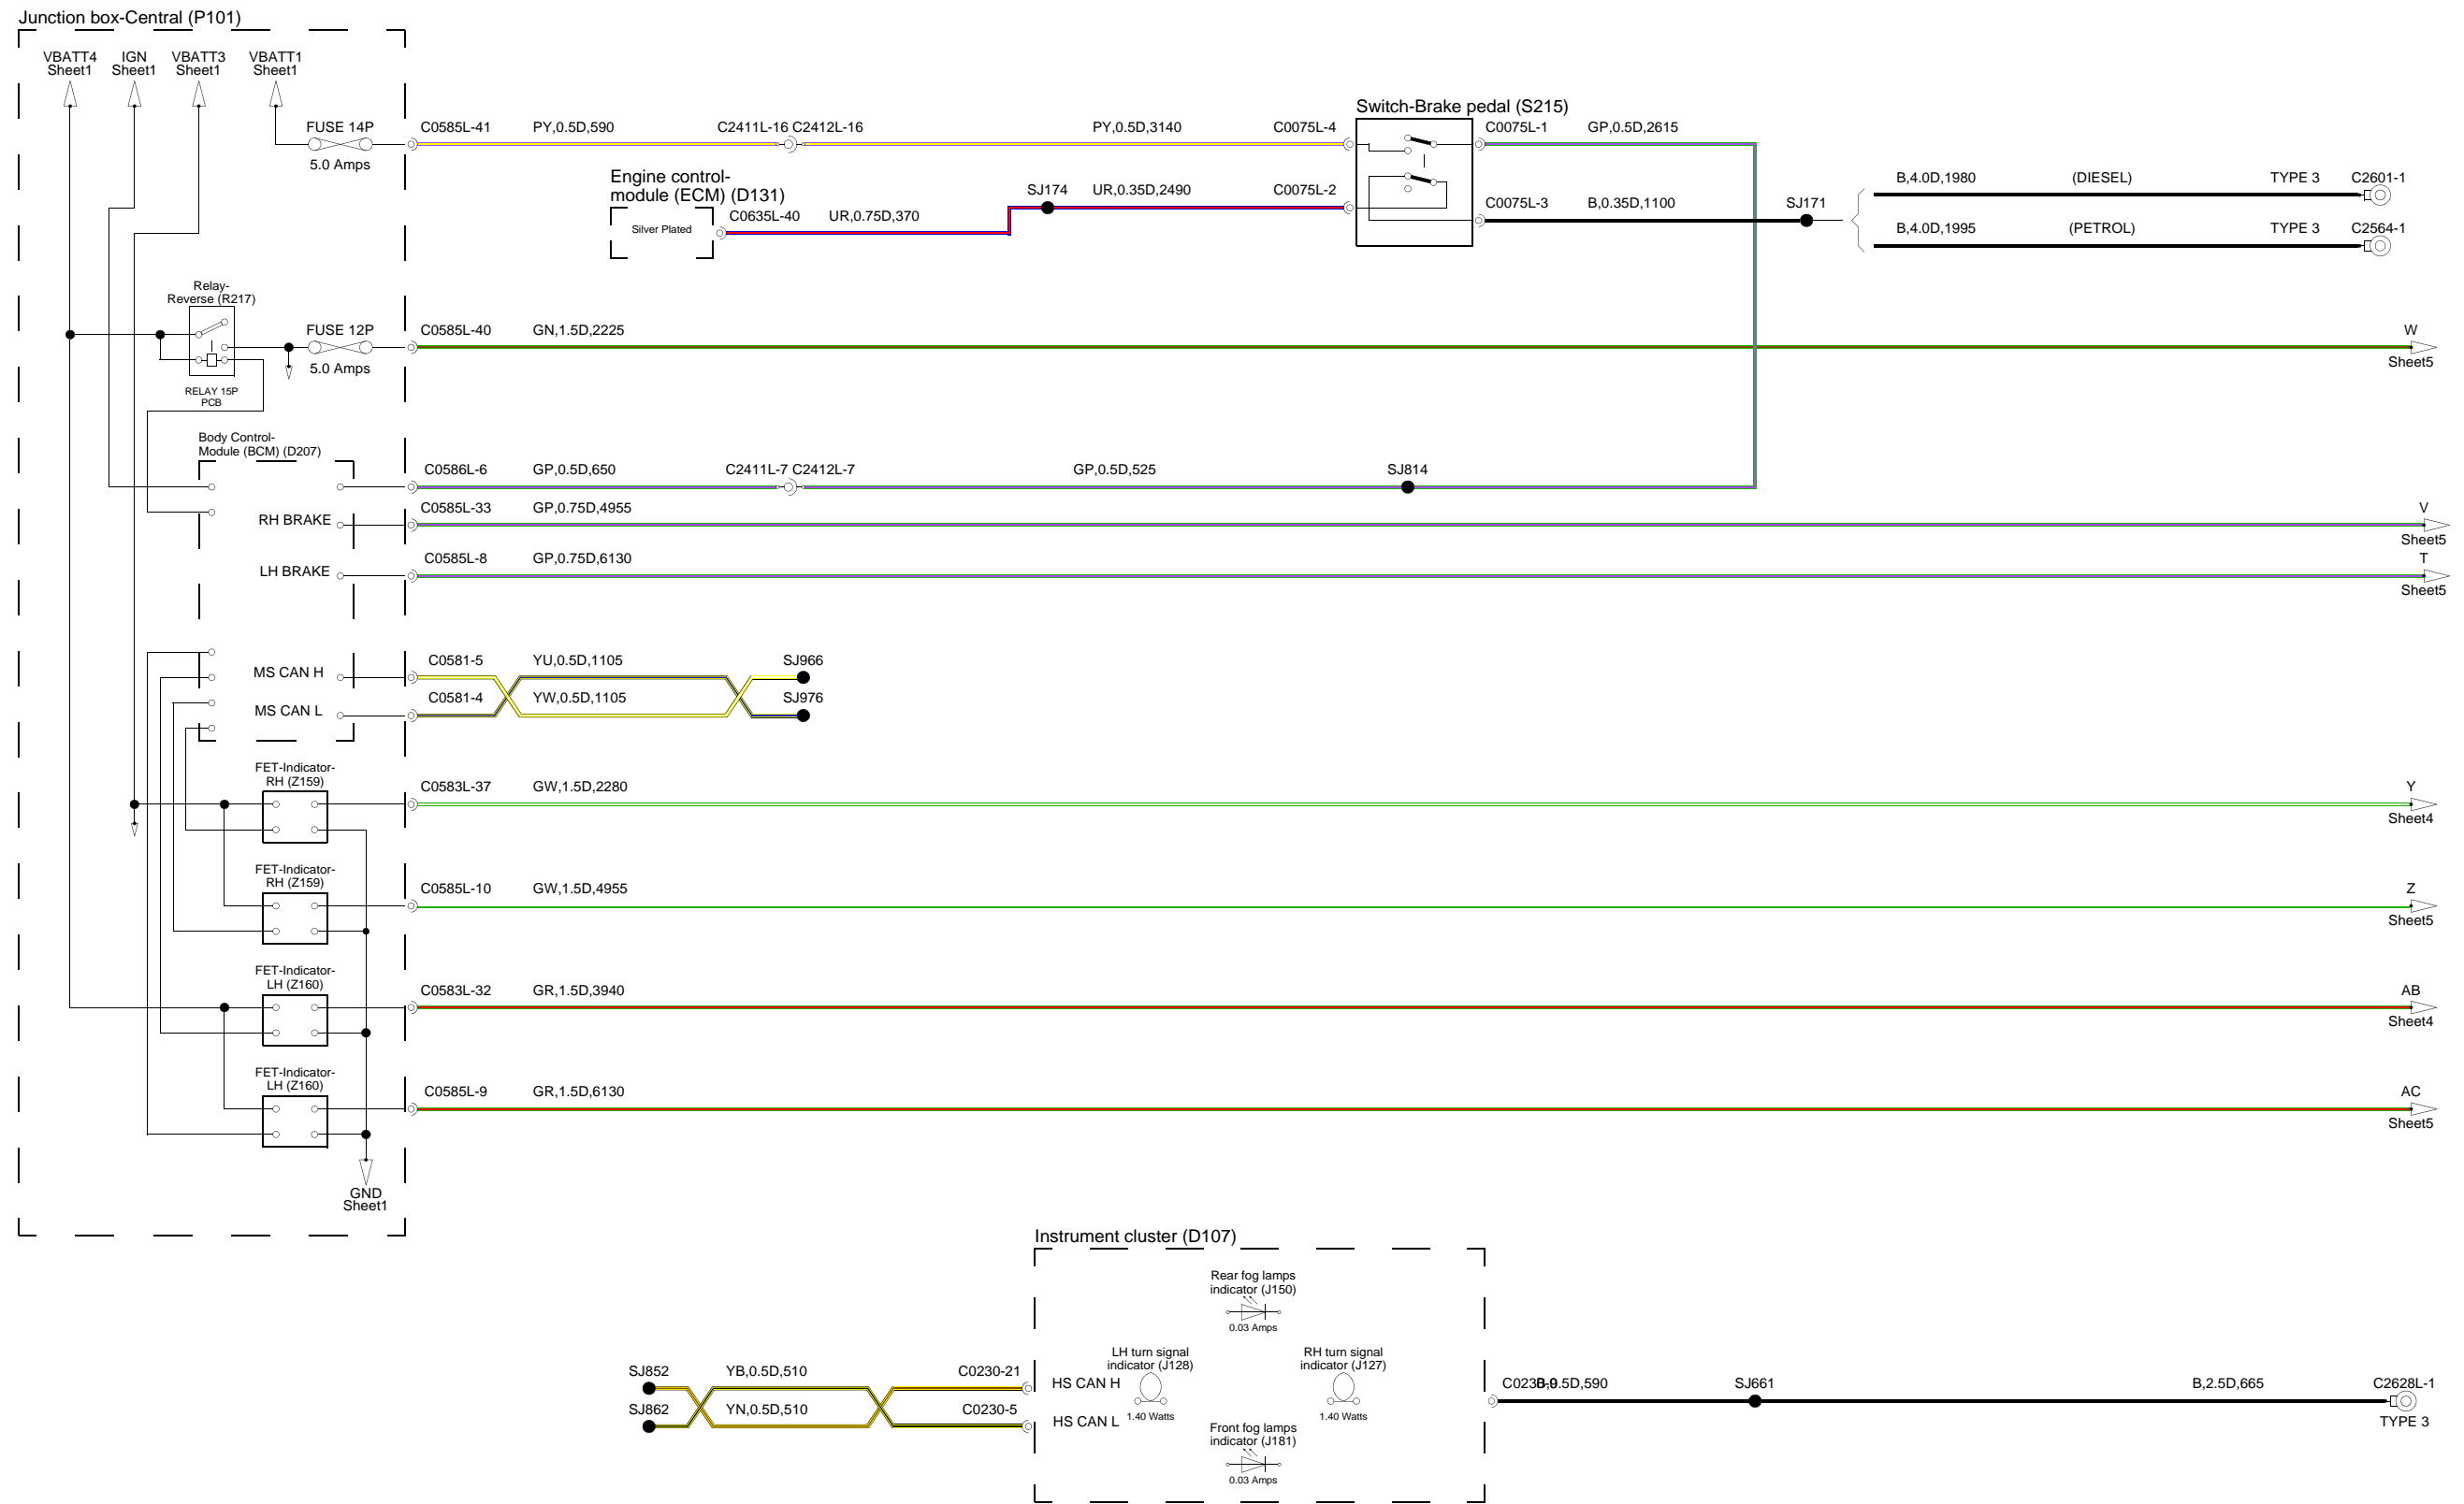 Junction box-Central (P101)
VBATT4
Sheet1
IGN
Sheet1
VBATT3
Sheet1
VBATT1
Sheet1
FUSE 14P
5.0 Amps
C0585L-41
PY,0.5D,590
C2411L-16 C2412L-16
PY,0.5D,3140
C0075L-4
Switch-Brake pedal (S215)
C0075L-1
GP,0.5D,2615
Engine control-
module (ECM) (D131)
Silver Plated
C0635L-40
UR,0.75D,370
SJ174
UR,0.35D,2490
C0075L-2
C0075L-3
B,0.35D,1100
SJ171
B,4.0D,1980
(DIESEL)
TYPE 3
C2601-1
B,4.0D,1995
(PETROL)
TYPE 3
C2564-1
Relay-
Reverse (R217)
RELAY 15P
PCB
FUSE 12P
5.0 Amps
C0585L-40
GN,1.5D,2225
W
Sheet5
Body Control-
Module (BCM) (D207)
C0586L-6
GP,0.5D,650
C2411L-7 C2412L-7
GP,0.5D,525
SJ814
RH BRAKE
C0585L-33
GP,0.75D,4955
V
Sheet5
LH BRAKE
C0585L-8
GP,0.75D,6130
T
Sheet5
MS CAN H
C0581-5
YU,0.5D,1105
SJ966
MS CAN L
C0581-4
YW,0.5D,1105
SJ976
FET-Indicator-
RH (Z159)
C0583L-37
GW,1.5D,2280
Y
Sheet4
FET-Indicator-
RH (Z159)
C0585L-10
GW,1.5D,4955
Z
Sheet5
FET-Indicator-
LH (Z160)
C0583L-32
GR,1.5D,3940
AB
Sheet4
FET-Indicator-
LH (Z160)
C0585L-9
GR,1.5D,6130
AC
Sheet5
GND
Sheet1
Instrument cluster (D107)
Rear fog lamps
indicator (J150)
0.03 Amps
LH turn signal
indicator (J128)
1.40 Watts
RH turn signal
indicator (J127)
1.40 Watts
Front fog lamps
indicator (J181)
0.03 Amps
SJ852
YB,0.5D,510
C0230-21
HS CAN H
SJ862
YN,0.5D,510
C0230-5
HS CAN L
C0230-9
B,0.5D,590
SJ661
B,2.5D,665
C2628L-1
TYPE 3